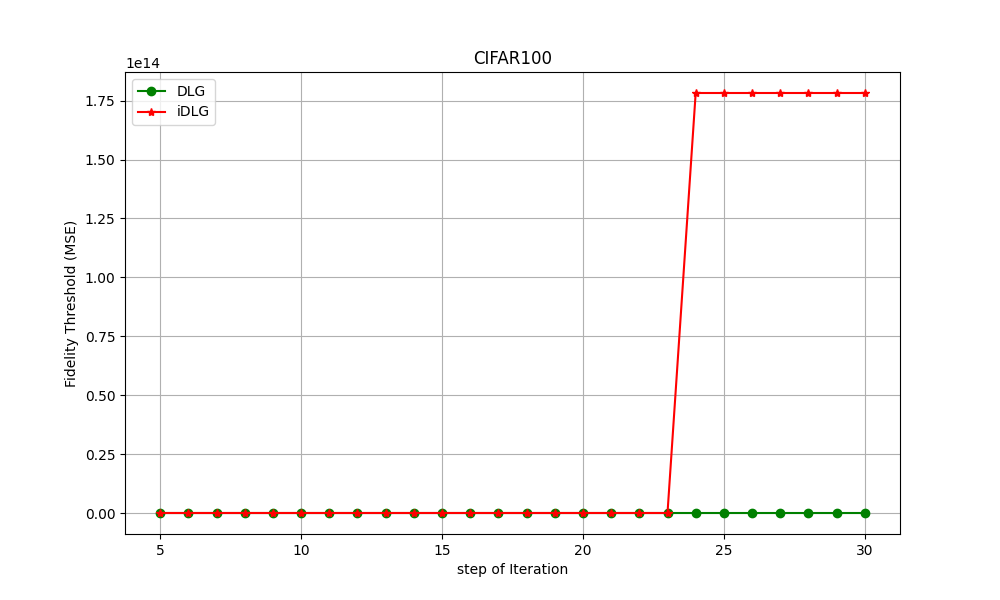 CIFAR100
1e14
DLG
iDLG
1.75
1.50
1.25
1.00
0.75
0.50
0.25
0.00
Fidelity Threshold (MSE)
5 10 15 20 25 30
step of Iteration